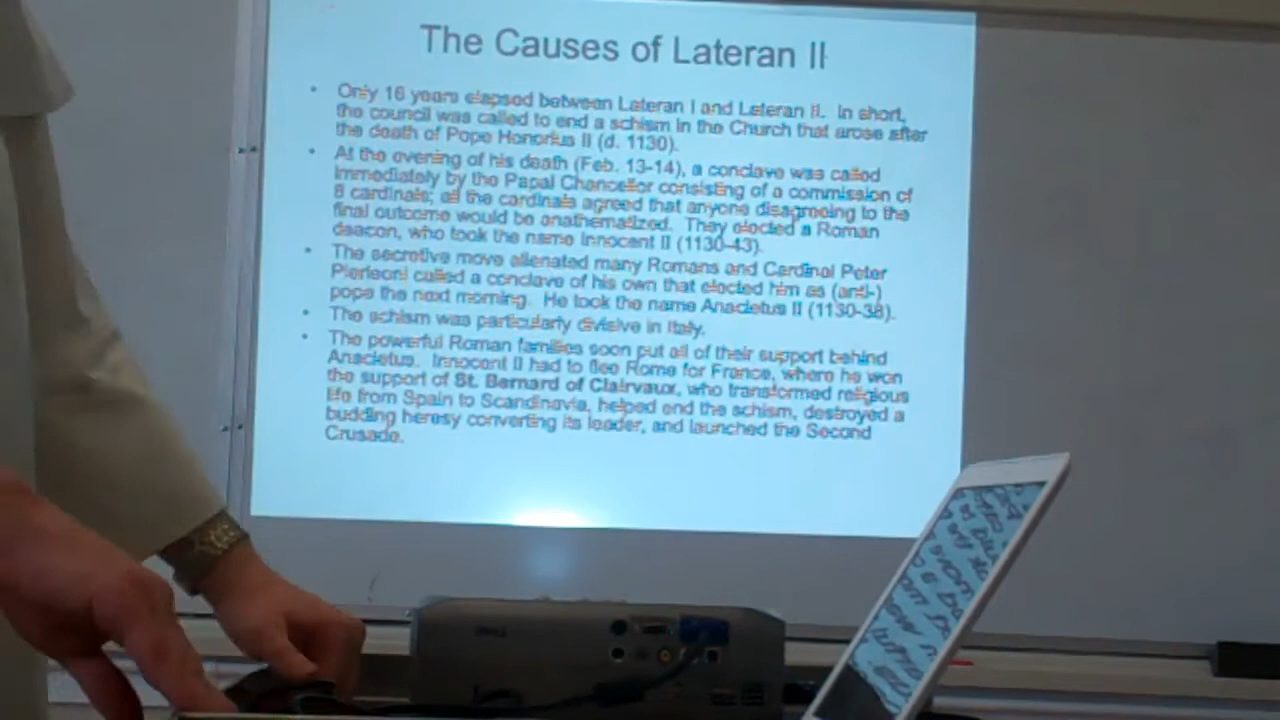 The Causes of Lateran II
• Only 16 years elapsed between Lateran I and Lateran II. In short,
the council was called to end a schism in the Church that arose after
the death of Pope Honorius II (d. 1130).
• At the evening of his death (Feb. 13-14), a conclave was called
immediately by the Papal Chancellor consisting of a commission of
8 cardinals; all the cardinals agreed that anyone disagreeing to the
final outcome would be anathematized. They elected a Roman
deacon, who took the name Innocent II (1130-43).
• The secretive move alienated many Romans and Cardinal Peter
Pierleoni called a conclave of his own that elected him as (anti-)
pope the next morning. He took the name Anacletus II (1130-38).
• The schism was particularly divisive in Italy.
• The powerful Roman families soon put all of their support behind
Anacletus. Innocent II had to flee Rome for France, where he won
the support of St. Bernard of Clairvaux, who transformed religious
life from Spain to Scandinavia, helped end the schism, destroyed a
budding heresy converting its leader, and launched the Second
Crusade.